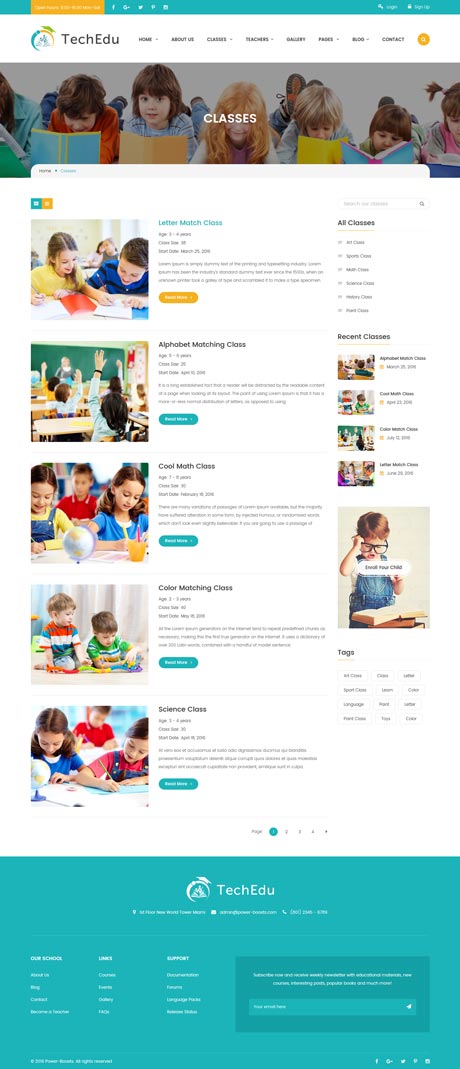 Open hours: 8.00-18.00 Mon-Sat
Login
Sign Up
TechEdu
HOME
ABOUT US
CLASSES
TEACHERS
GALLERY
PAGES
BLOG
CONTACT
CLASSES
Home
Classes
Search our classes
Letter Match Class
Age: 3 - 4 years
Class Size: 38
Start Date: March 25, 2016
Lorem Ipsum is simply dummy text of the printing and typesetting industry. Lorem
Ipsum has been the industry's standard dummy text ever since the 1500s, when an
unknown printer took a galley of type and scrambled it to make a type specimen.
Read More
Alphabet Matching Class
Age: 5 - 6 years
Class Size: 25
Start Date: April 10, 2016
It is a long established fact that a reader will be distracted by the readable content
of a page when looking at its layout. The point of using Lorem Ipsum is that it has a
more-or-less normal distribution of letters, as opposed to using
Read More
Cool Math Class
Age: 7 - 8 years
Class Size: 30
Start Date: February 18, 2016
There are many variations of passages of Lorem Ipsum available, but the majority
have suffered alteration in some form, by injected humour, or randomised words
which don't look even slightly believable. If you are going to use a passage of
Read More
Color Matching Class
Age: 2 - 3 years
Class Size: 40
Start Date: May 18, 2016
All the Lorem Ipsum generators on the Internet tend to repeat predefined chunks as
necessary, making this the first true generator on the Internet. It uses a dictionary of
over 200 Latin words, combined with a handful of model sentence
Read More
Science Class
Age: 3 - 4 years
Class Size: 30
Start Date: April 18, 2016
At vero eos et accusamus et iusto odio dignissimos ducimus qui blanditiis
praesentium voluptatum deleniti atque corrupti quos dolores et quas molestias
excepturi sint occaecati cupiditate non provident, similique sunt in culpa
Read More
Page
1
2
3
4
All Classes
Art Class
Sports Class
Math Class
Science Class
History Class
Paint Class
Recent Classes
Alphabet Match Class
March 25, 2016
Cool Math Class
April 22, 2016
Color Match Class
July 12, 2016
Letter Match Class
June 29, 2016
Enroll Your Child
Tags
Art Class
Class
Letter
Sport Class
Learn
Color
Language
Paint
Letter
Paint Class
Toys
Color
TechEdu
1st Floor New World Tower Miami
admin@power-boosts.com
(801) 2345 - 6789
OUR SCHOOL
About Us
Blog
Contact
Become a Teacher
LINKS
Courses
Events
Gallery
FAQs
SUPPORT
Documentation
Forums
Language Packs
Release Status
Subscribe now and receive weekly newsletter with educational materials, new
courses, interesting posts, popular books and much more!
Your email here
© 2016 Power-Boosts. All rights reserved